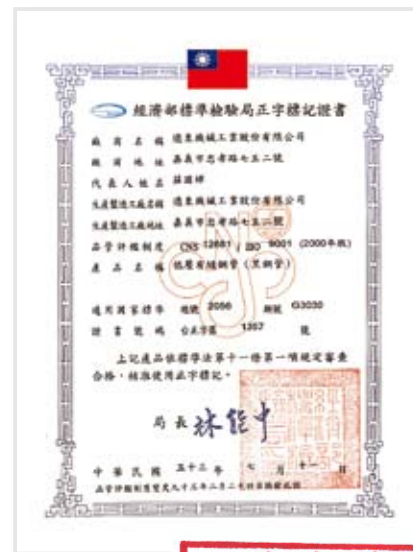 經濟部標準檢驗局正字標記證書
廠商名稱 遠東機械工業股份有限公司
廠商地址 嘉義市忠孝路七五二號
代表人姓名
生產製造工廠名稱 遠東機械工業股份有限公司
生產製造工廠地址 嘉義市忠孝路七五二號
品管評鑑制度 CNS 12681 / ISO 9001 (2000年版)
產品名稱 低壓有縫鋼管(黑鋼管)
適用國家標準 總號 2056 類號 G3030
證書號碼 台正字第 1357 號
上記產品依標準法第十一條第一項規定審查
合格,核准使用正字標記。
局長 林能中
中華民國 五十三年 七月 十一日